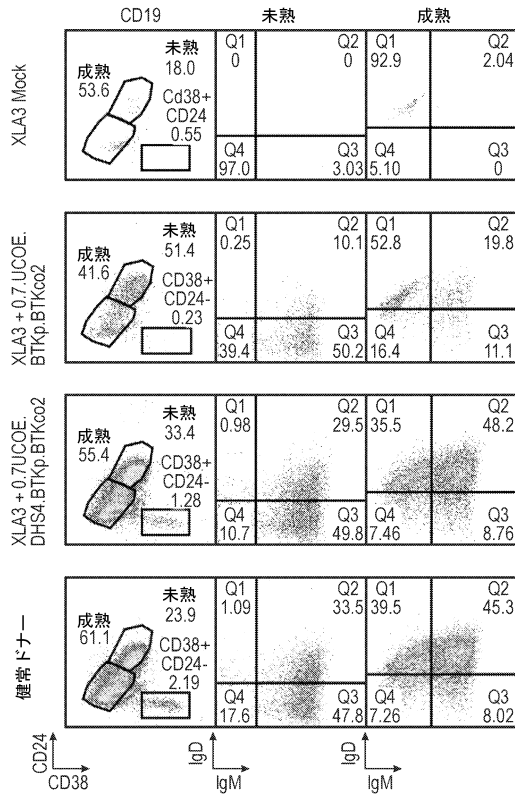 CD19 未熟 成熟
XLA3 Mock
成熟
53.6
未熟
18.0
Cd38+
CD24
0.55
Q1
0
Q2
0
Q4
97.0
Q3
3.03
Q1
92.9
Q2
2.04
Q4
5.10
Q3
0
XLA3 + 0.7.UCOE.
BTKp.BTKco2
成熟
41.6
未熟
51.4
CD38+
CD24-
0.23
Q1
0.25
Q2
10.1
Q4
39.4
Q3
50.2
Q1
52.8
Q2
19.8
Q4
16.4
Q3
11.1
XLA3 + 0.7UCOE.
DHS4.BTKp.BTKco2
成熟
55.4
未熟
33.4
CD38+
CD24-
1.28
Q1
0.98
Q2
29.5
Q4
10.7
Q3
49.8
Q1
35.5
Q2
48.2
Q4
7.46
Q3
8.76
健常ドナー
成熟
61.1
未熟
23.9
CD38+
CD24-
2.19
Q1
1.09
Q2
33.5
Q4
17.6
Q3
47.8
Q1
39.5
Q2
45.3
Q4
7.26
Q3
8.02
CD24
CD38
IgD
IgM
IgD
IgM